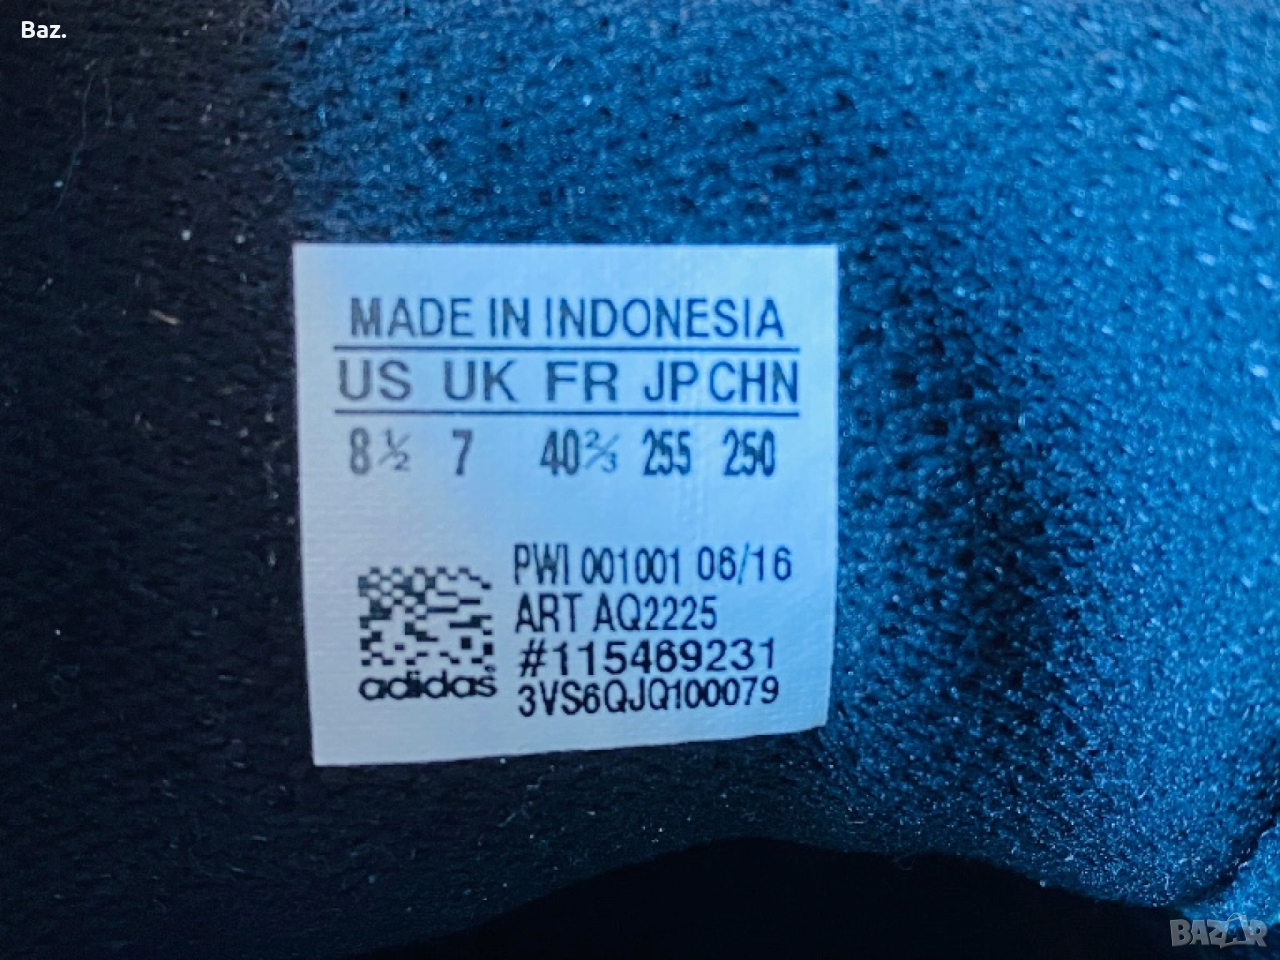 Baz.
MADE IN INDONESIA
US UK FR JP CHN
8½ 7 40⅔ 255 250
PWI 001001 06/16
ART AQ2225
#115469231
adidas 3VS6QJQ100079
BAZAR